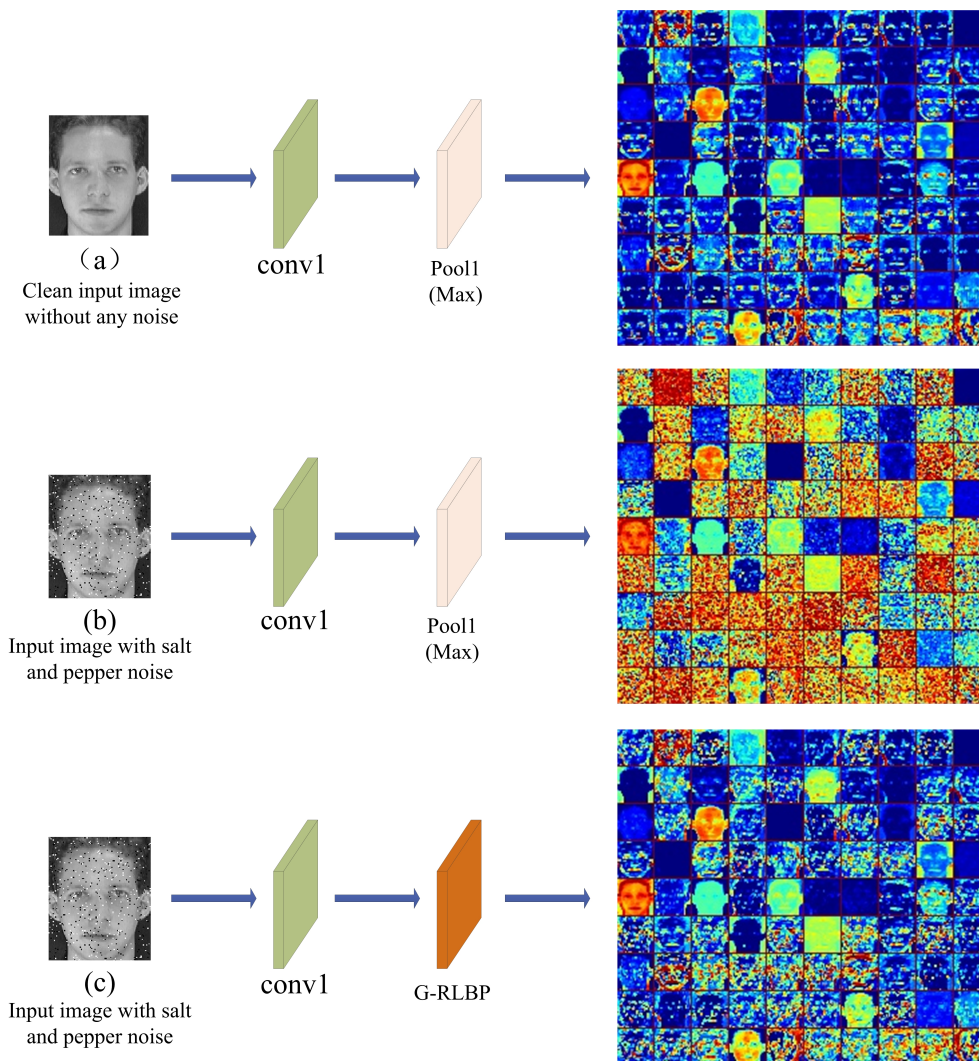 (a)
Clean input image
without any noise
conv1
Pool1
(Max)
(b)
Input image with salt
and pepper noise
conv1
Pool1
(Max)
(c)
Input image with salt
and pepper noise
conv1
G-RLBP